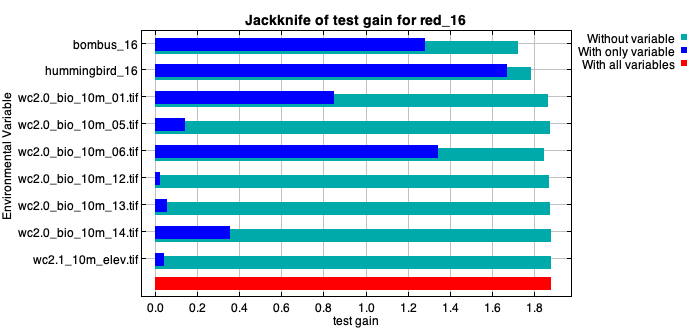 Jackknife of test gain for red_16
Without variable
With only variable
With all variables
Environmental Variable
bombus_16
hummingbird_16
wc2.0_bio_10m_01.tif
wc2.0_bio_10m_05.tif
wc2.0_bio_10m_06.tif
wc2.0_bio_10m_12.tif
wc2.0_bio_10m_13.tif
wc2.0_bio_10m_14.tif
wc2.1_10m_elev.tif
0.0 0.2 0.4 0.6 0.8 1.0 1.2 1.4 1.6 1.8
test gain